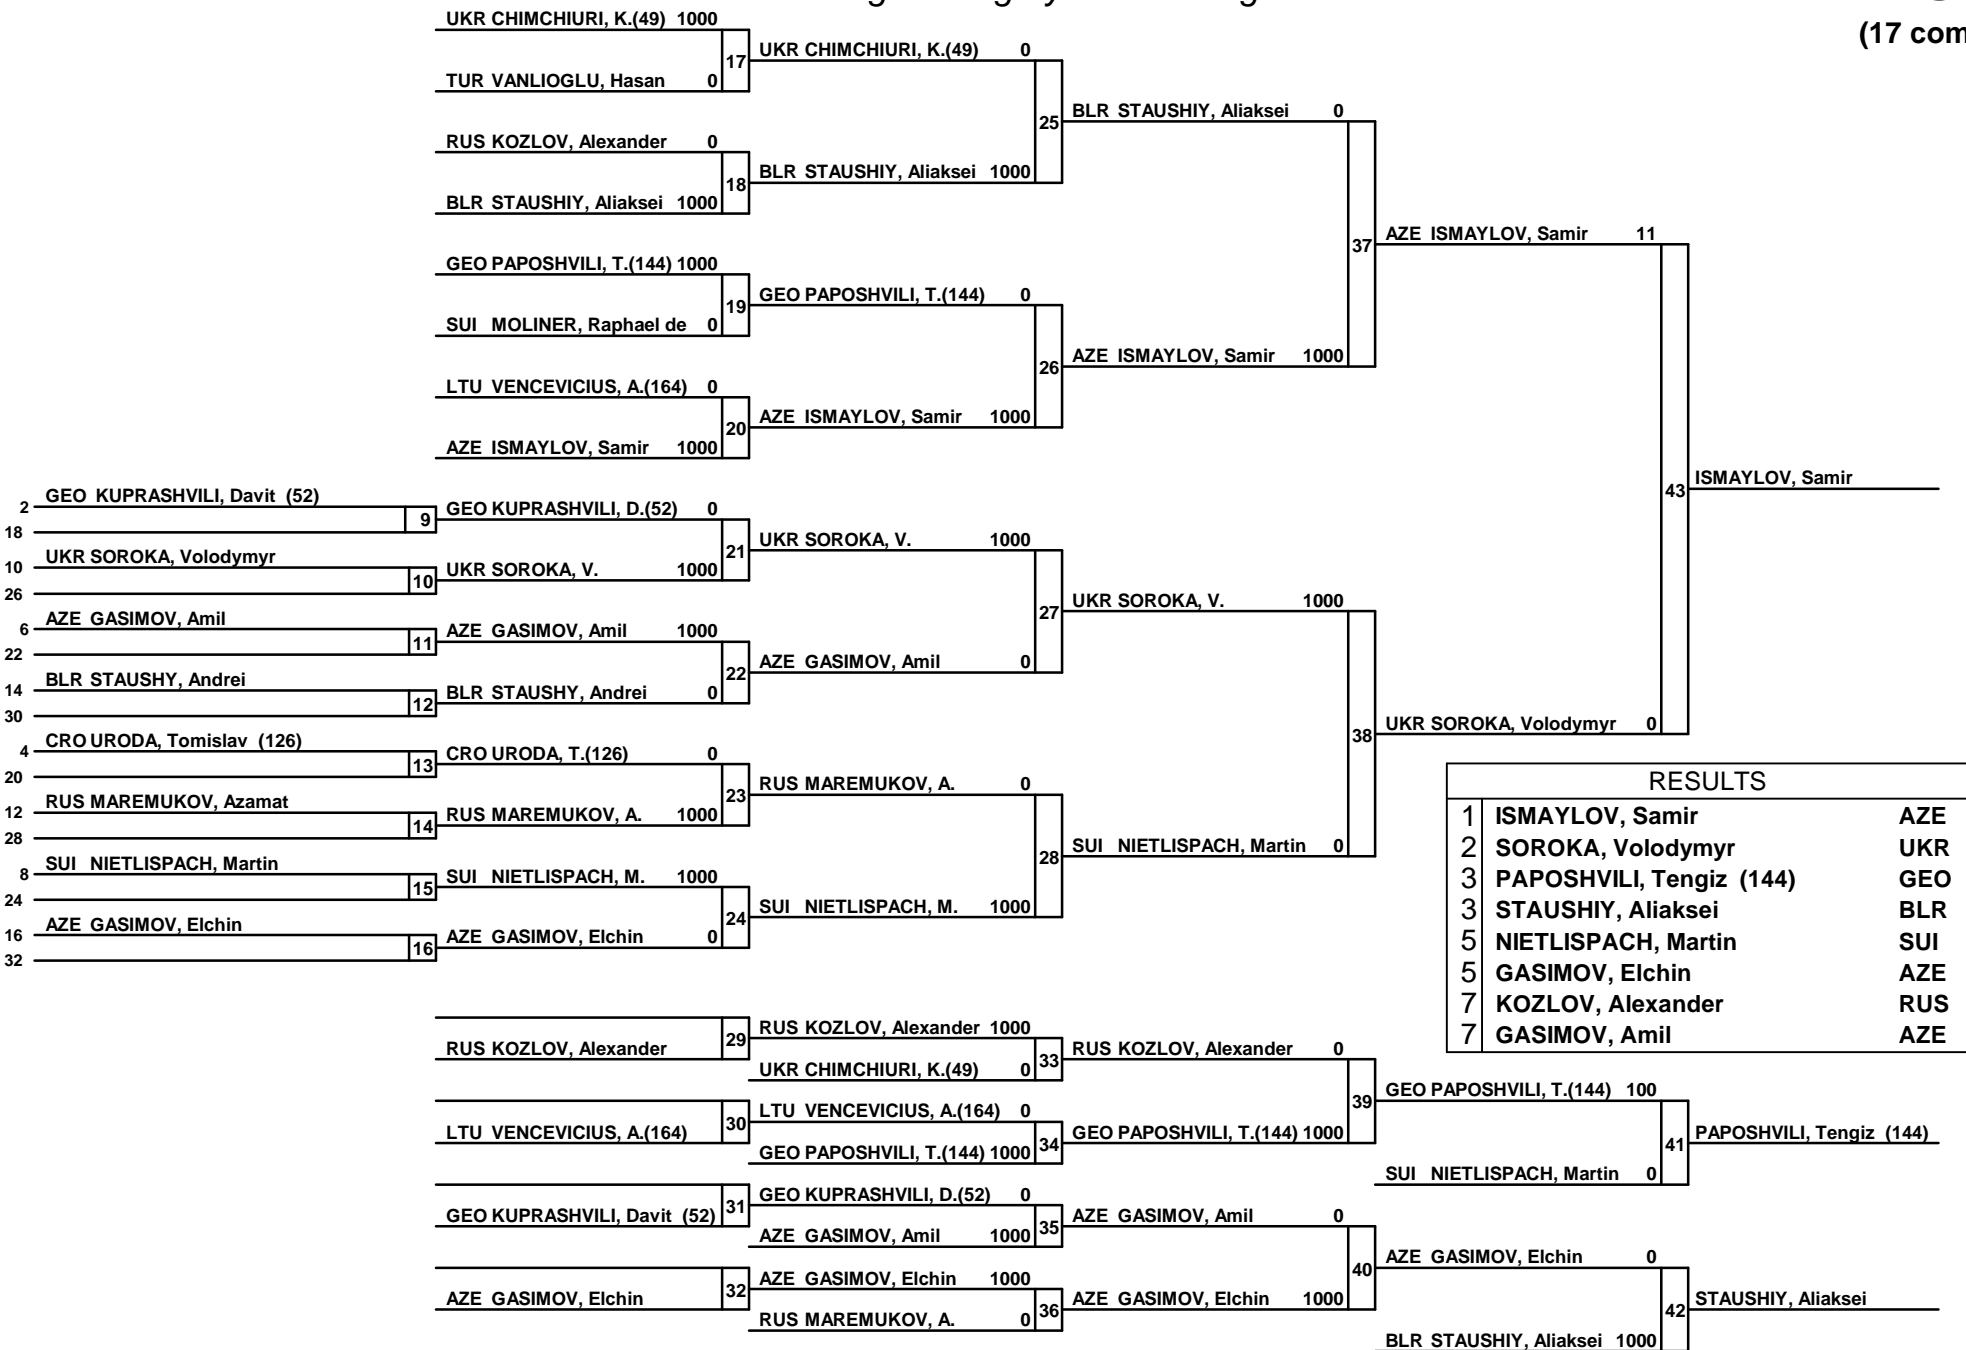 (17 com
UKR CHIMCHIURI, K.(49) 1000
17
TUR VANLIOGLU, Hasan 0
UKR CHIMCHIURI, K.(49) 0
RUS KOZLOV, Alexander 0
18
BLR STAUSHIY, Aliaksei 1000
BLR STAUSHIY, Aliaksei 1000
25
BLR STAUSHIY, Aliaksei 0
GEO PAPOSHVILI, T.(144) 1000
19
SUI MOLINER, Raphael de 0
GEO PAPOSHVILI, T.(144) 0
LTU VENCEVICIUS, A.(164) 0
20
AZE ISMAYLOV, Samir 1000
AZE ISMAYLOV, Samir 1000
26
AZE ISMAYLOV, Samir 1000
37
AZE ISMAYLOV, Samir 11
2 GEO KUPRASHVILI, Davit (52)
18
9
GEO KUPRASHVILI, D.(52) 0
10 UKR SOROKA, Volodymyr
26
10
UKR SOROKA, V. 1000
21
UKR SOROKA, V. 1000
6 AZE GASIMOV, Amil
22
11
AZE GASIMOV, Amil 1000
14 BLR STAUSHY, Andrei
30
12
BLR STAUSHY, Andrei 0
22
AZE GASIMOV, Amil 0
27
UKR SOROKA, V. 1000
4 CRO URODA, Tomislav (126)
20
13
CRO URODA, T.(126) 0
12 RUS MAREMUKOV, Azamat
28
14
RUS MAREMUKOV, A. 1000
23
RUS MAREMUKOV, A. 0
8 SUI NIETLISPACH, Martin
24
15
SUI NIETLISPACH, M. 1000
16 AZE GASIMOV, Elchin
32
16
AZE GASIMOV, Elchin 0
24
SUI NIETLISPACH, M. 1000
28
SUI NIETLISPACH, Martin 0
38
UKR SOROKA, Volodymyr 0
43
ISMAYLOV, Samir
RESULTS
1 ISMAYLOV, Samir AZE
2 SOROKA, Volodymyr UKR
3 PAPOSHVILI, Tengiz (144) GEO
3 STAUSHIY, Aliaksei BLR
5 NIETLISPACH, Martin SUI
5 GASIMOV, Elchin AZE
7 KOZLOV, Alexander RUS
7 GASIMOV, Amil AZE
RUS KOZLOV, Alexander
29
RUS KOZLOV, Alexander 1000
UKR CHIMCHIURI, K.(49) 0
33
RUS KOZLOV, Alexander 0
LTU VENCEVICIUS, A.(164)
30
LTU VENCEVICIUS, A.(164) 0
GEO PAPOSHVILI, T.(144) 1000
34
GEO PAPOSHVILI, T.(144) 1000
39
GEO PAPOSHVILI, T.(144) 100
SUI NIETLISPACH, Martin 0
41
PAPOSHVILI, Tengiz (144)
GEO KUPRASHVILI, Davit (52)
31
GEO KUPRASHVILI, D.(52) 0
AZE GASIMOV, Amil 1000
35
AZE GASIMOV, Amil 0
AZE GASIMOV, Elchin
32
AZE GASIMOV, Elchin 1000
RUS MAREMUKOV, A. 0
36
AZE GASIMOV, Elchin 1000
40
AZE GASIMOV, Elchin 0
BLR STAUSHIY, Aliaksei 1000
42
STAUSHIY, Aliaksei